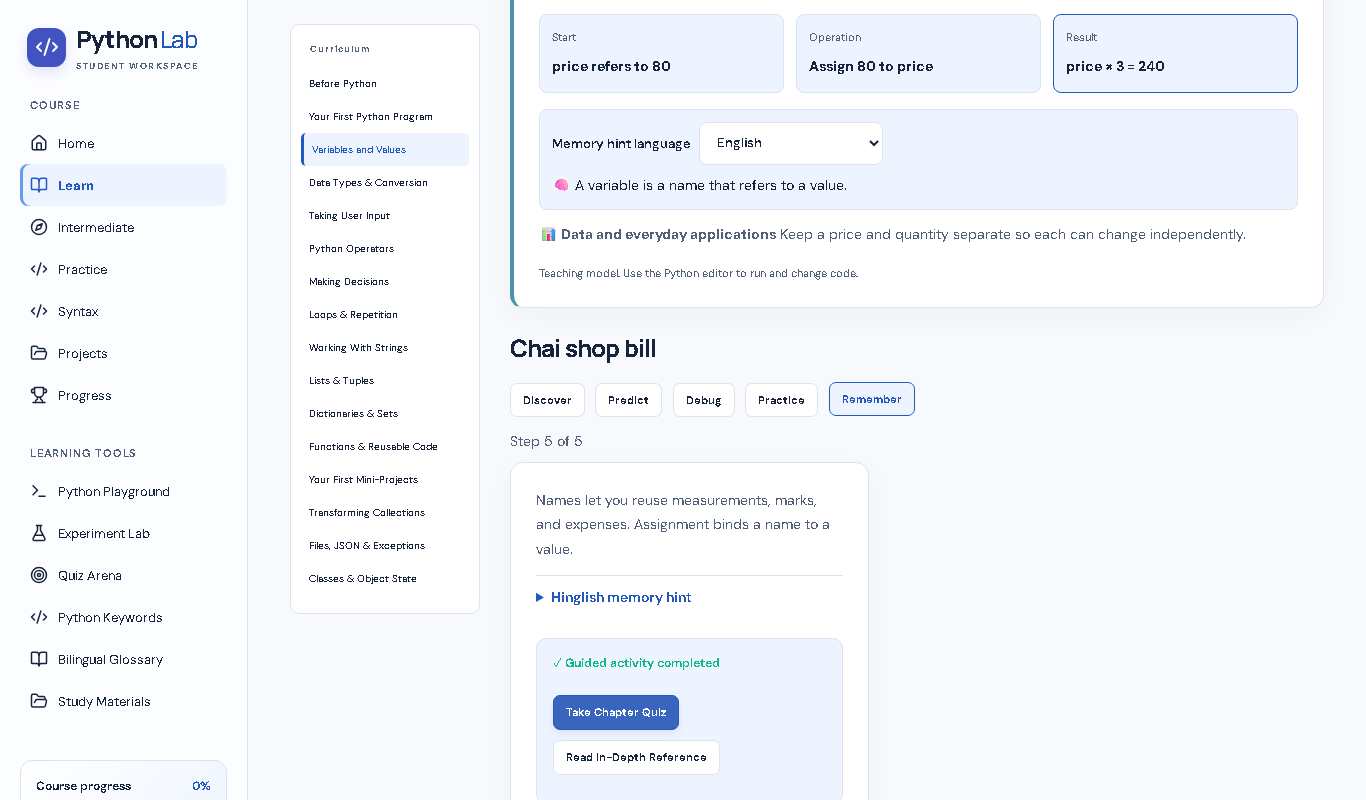 PythonLab
STUDENT WORKSPACE
COURSE
Home
Learn
Intermediate
Practice
Syntax
Projects
Progress
LEARNING TOOLS
Python Playground
Experiment Lab
Quiz Arena
Python Keywords
Bilingual Glossary
Study Materials
Course progress 0%
Curriculum
Before Python
Your First Python Program
Variables and Values
Data Types & Conversion
Taking User Input
Python Operators
Making Decisions
Loops & Repetition
Working With Strings
Lists & Tuples
Dictionaries & Sets
Functions & Reusable Code
Your First Mini-Projects
Transforming Collections
Files, JSON & Exceptions
Classes & Object State
Start
price refers to 80
Operation
Assign 80 to price
Result
price × 3 = 240
Memory hint language English
🧠 A variable is a name that refers to a value.
📊 Data and everyday applications Keep a price and quantity separate so each can change independently.
Teaching model. Use the Python editor to run and change code.
Chai shop bill
Discover Predict Debug Practice Remember
Step 5 of 5
Names let you reuse measurements, marks,
and expenses. Assignment binds a name to a
value.
▶ Hinglish memory hint
✓ Guided activity completed
Take Chapter Quiz
Read In-Depth Reference